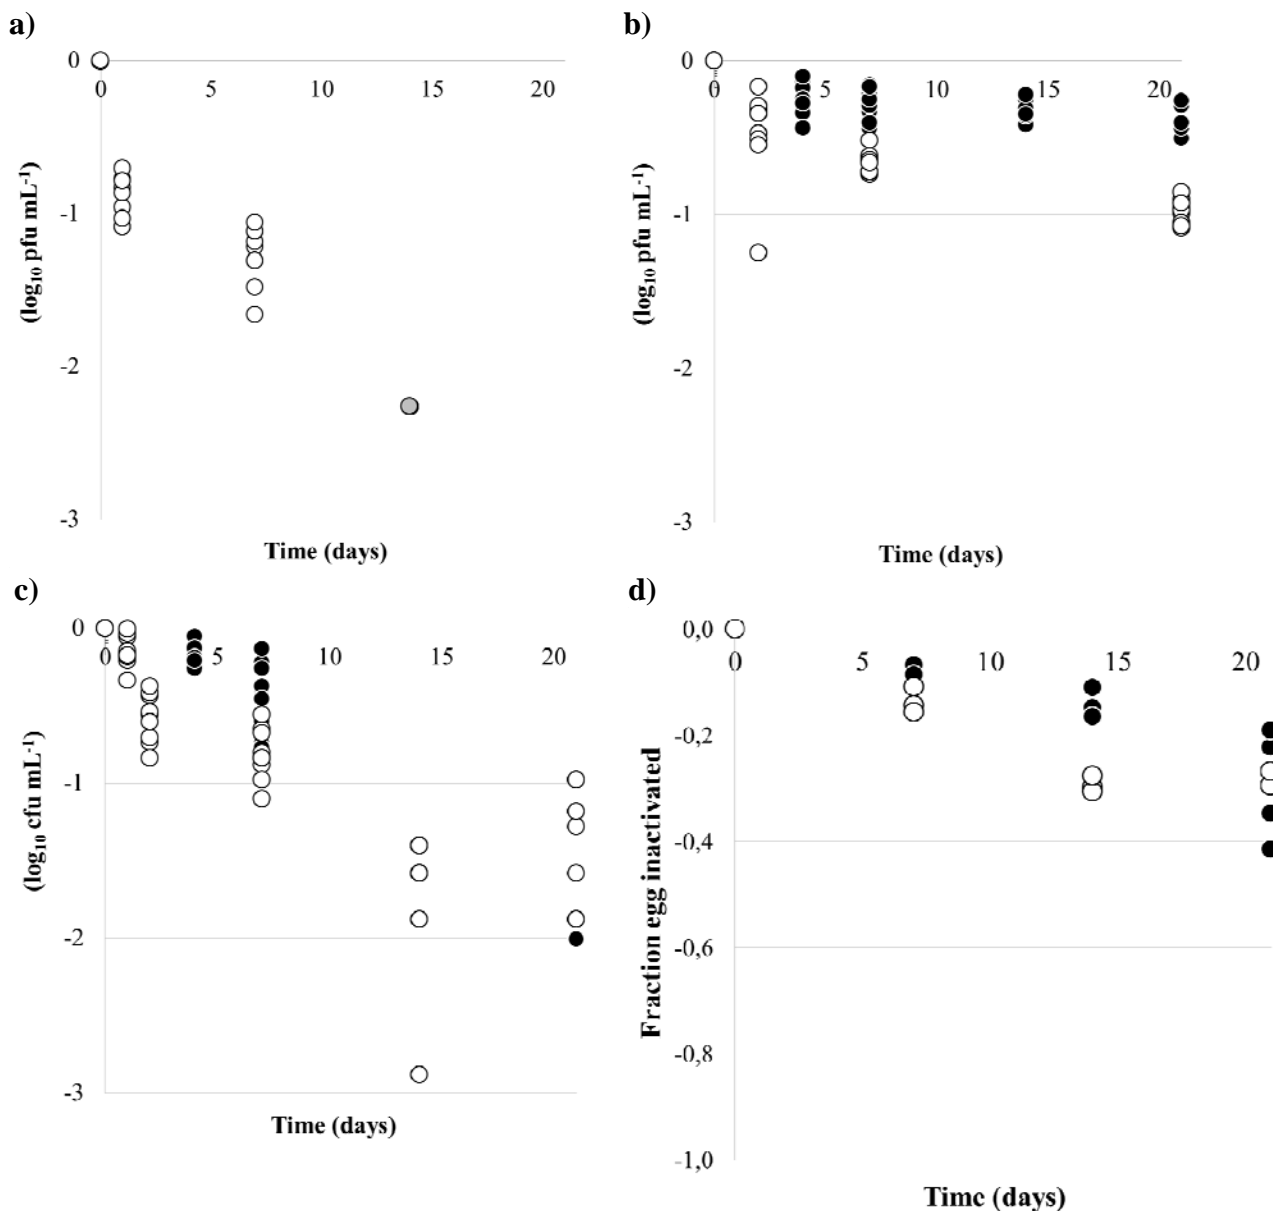 a)
0
0 5 10 15 20
-1
-2
-3
(log₁₀ pfu mL⁻¹)
Time (days)
b)
0
0 5 10 15 20
-1
-2
-3
(log₁₀ pfu mL⁻¹)
Time (days)
c)
0
0 5 10 15 20
-1
-2
-3
(log₁₀ cfu mL⁻¹)
Time (days)
d)
0,0
0 5 10 15 20
-0,2
-0,4
-0,6
-0,8
-1,0
Fraction egg inactivated
Time (days)